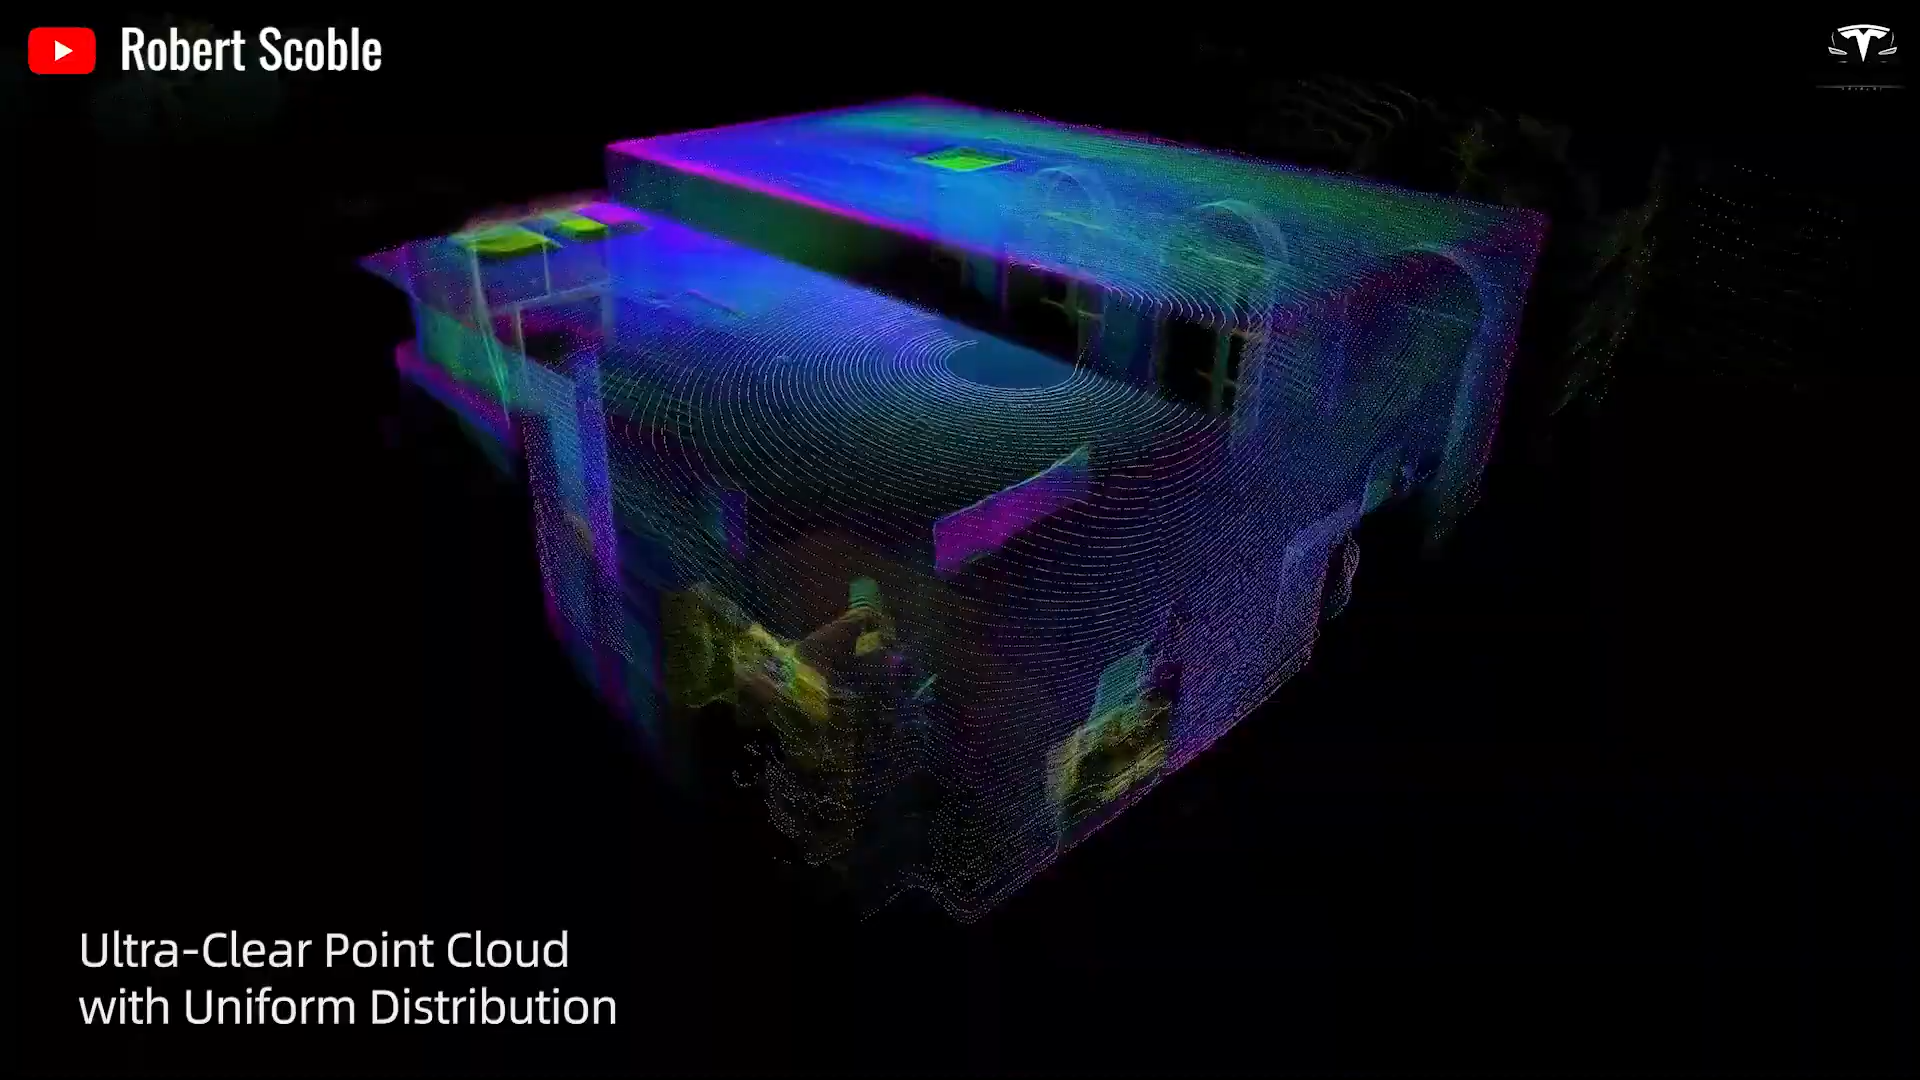 Robert Scoble
Ultra-Clear Point Cloud
with Uniform Distribution